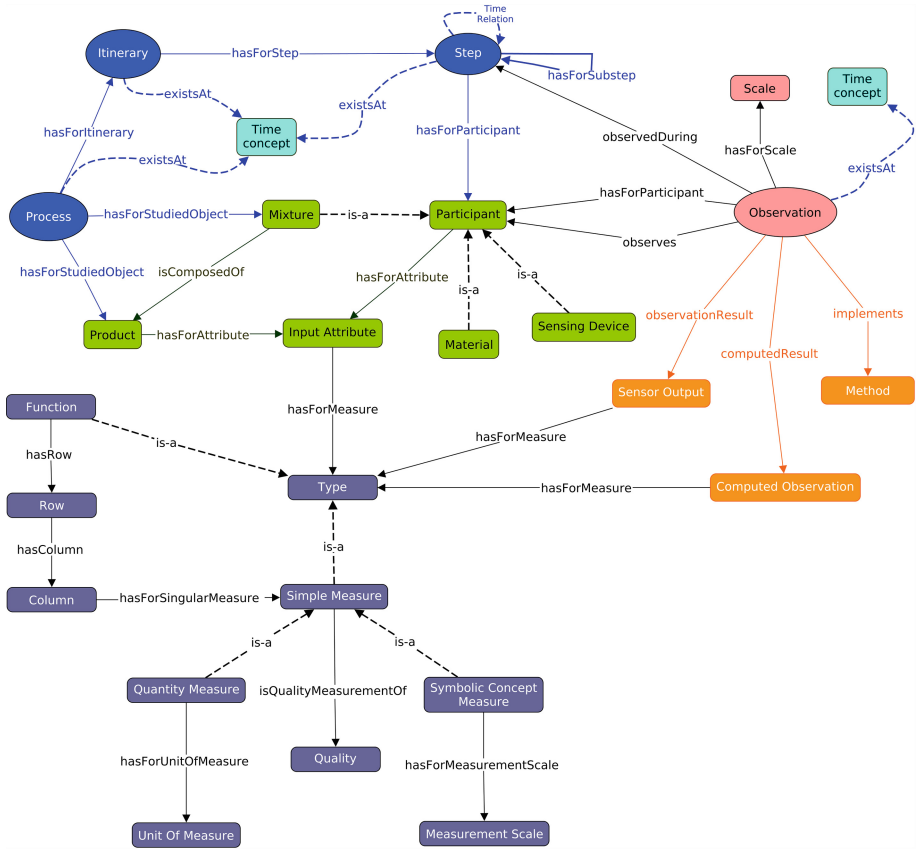 Time
Relation
Itinerary
hasForStep
Step
hasForSubstep
Scale
Time
concept
existsAt
existsAt
hasForItinerary
Time
concept
hasForParticipant
observedDuring
hasForScale
existsAt
existsAt
Process
hasForStudiedObject
Mixture
is-a
Participant
hasForParticipant
Observation
observes
hasForStudiedObject
isComposedOf
hasForAttribute
is-a
is-a
Product
hasForAttribute
Input Attribute
Material
Sensing Device
observationResult
implements
computedResult
Sensor Output
Method
Function
hasForMeasure
is-a
hasRow
hasForMeasure
Type
hasForMeasure
Computed Observation
Row
hasColumn
is-a
Column
hasForSingularMeasure
Simple Measure
is-a
is-a
Quantity Measure
isQualityMeasurementOf
Symbolic Concept
Measure
hasForUnitOfMeasure
Quality
hasForMeasurementScale
Unit Of Measure
Measurement Scale